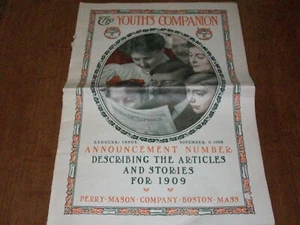 The YOUTH'S COMPANION
NOVEMBER 5 1908
ANNOUNCEMENT NUMBER
DESCRIBING THE ARTICLES
AND STORIES
FOR 1909
PERRY·MASON·COMPANY·BOSTON·MASS